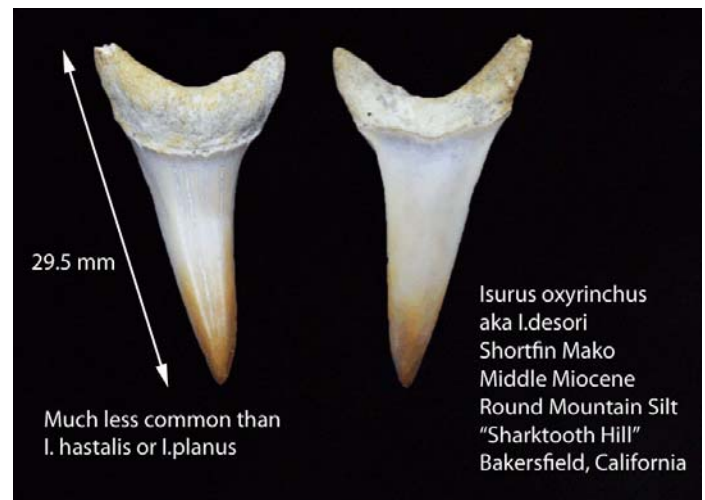 29.5 mm
Much less common than
I. hastalis or I.planus
Isurus oxyrinchus
aka I.desori
Shortfin Mako
Middle Miocene
Round Mountain Silt
“Sharktooth Hill”
Bakersfield, California